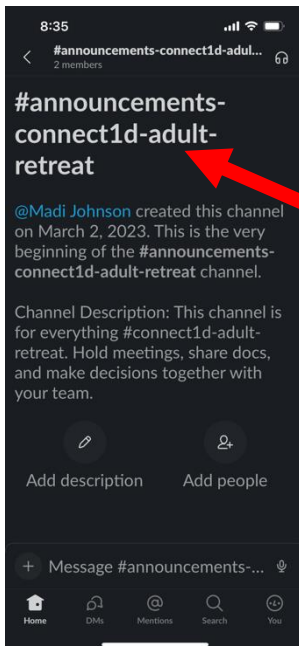 8:35
#announcements-connect1d-adul...
2 members
#announcements-
connect1d-adult-
retreat
@Madi Johnson created this channel
on March 2, 2023. This is the very
beginning of the #announcements-
connect1d-adult-retreat channel.
Channel Description: This channel is
for everything #connect1d-adult-
retreat. Hold meetings, share docs,
and make decisions together with
your team.
Add description Add people
+ Message #announcements-...
Home DMs Mentions Search You